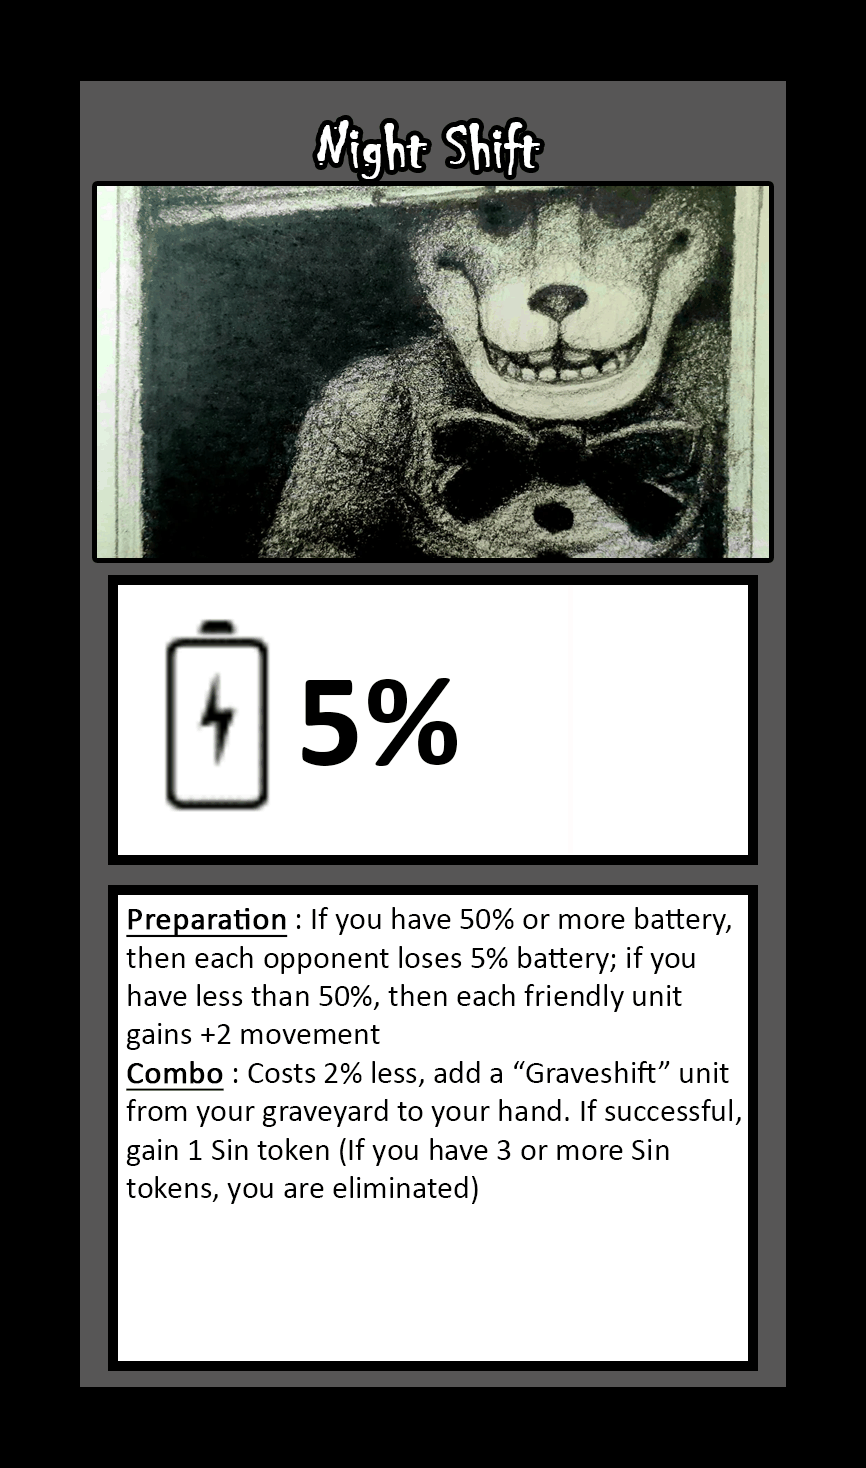 Night Shift
5%
Preparation : If you have 50% or more battery,
then each opponent loses 5% battery; if you
have less than 50%, then each friendly unit
gains +2 movement
Combo : Costs 2% less, add a “Graveshift” unit
from your graveyard to your hand. If successful,
gain 1 Sin token (If you have 3 or more Sin
tokens, you are eliminated)